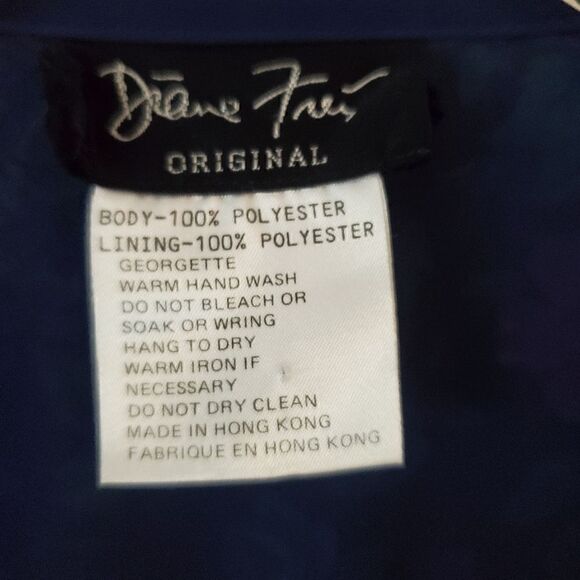 Diane Freis
ORIGINAL
BODY-100% POLYESTER
LINING-100% POLYESTER
GEORGETTE
WARM HAND WASH
DO NOT BLEACH OR
SOAK OR WRING
HANG TO DRY
WARM IRON IF
NECESSARY
DO NOT DRY CLEAN
MADE IN HONG KONG
FABRIQUE EN HONG KONG